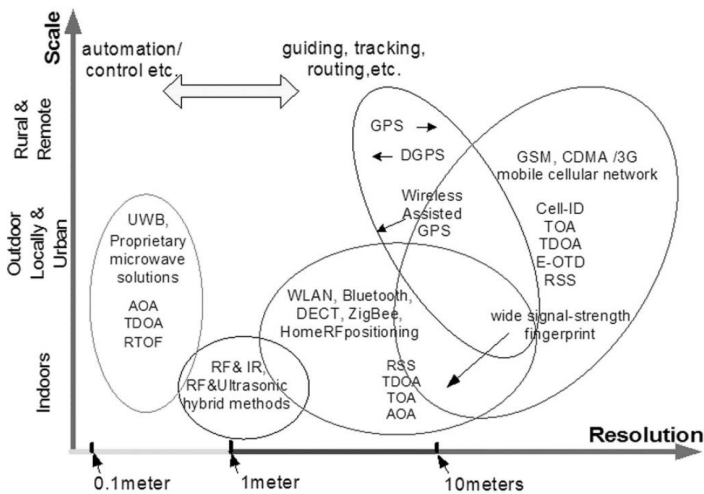 Scale
Rural &
Remote
Outdoor
Locally &
Urban
Indoors
automation/
control etc.
guiding, tracking,
routing,etc.
GPS
DGPS
Wireless
Assisted
GPS
GSM, CDMA /3G
mobile cellular network
Cell-ID
TOA
TDOA
E-OTD
RSS
UWB,
Proprietary
microwave
solutions
AOA
TDOA
RTOF
WLAN, Bluetooth,
DECT, ZigBee,
HomeRFpositioning
RSS
TDOA
TOA
AOA
wide signal-strength
fingerprint
RF& IR,
RF&Ultrasonic
hybrid methods
Resolution
0.1meter
1meter
10meters